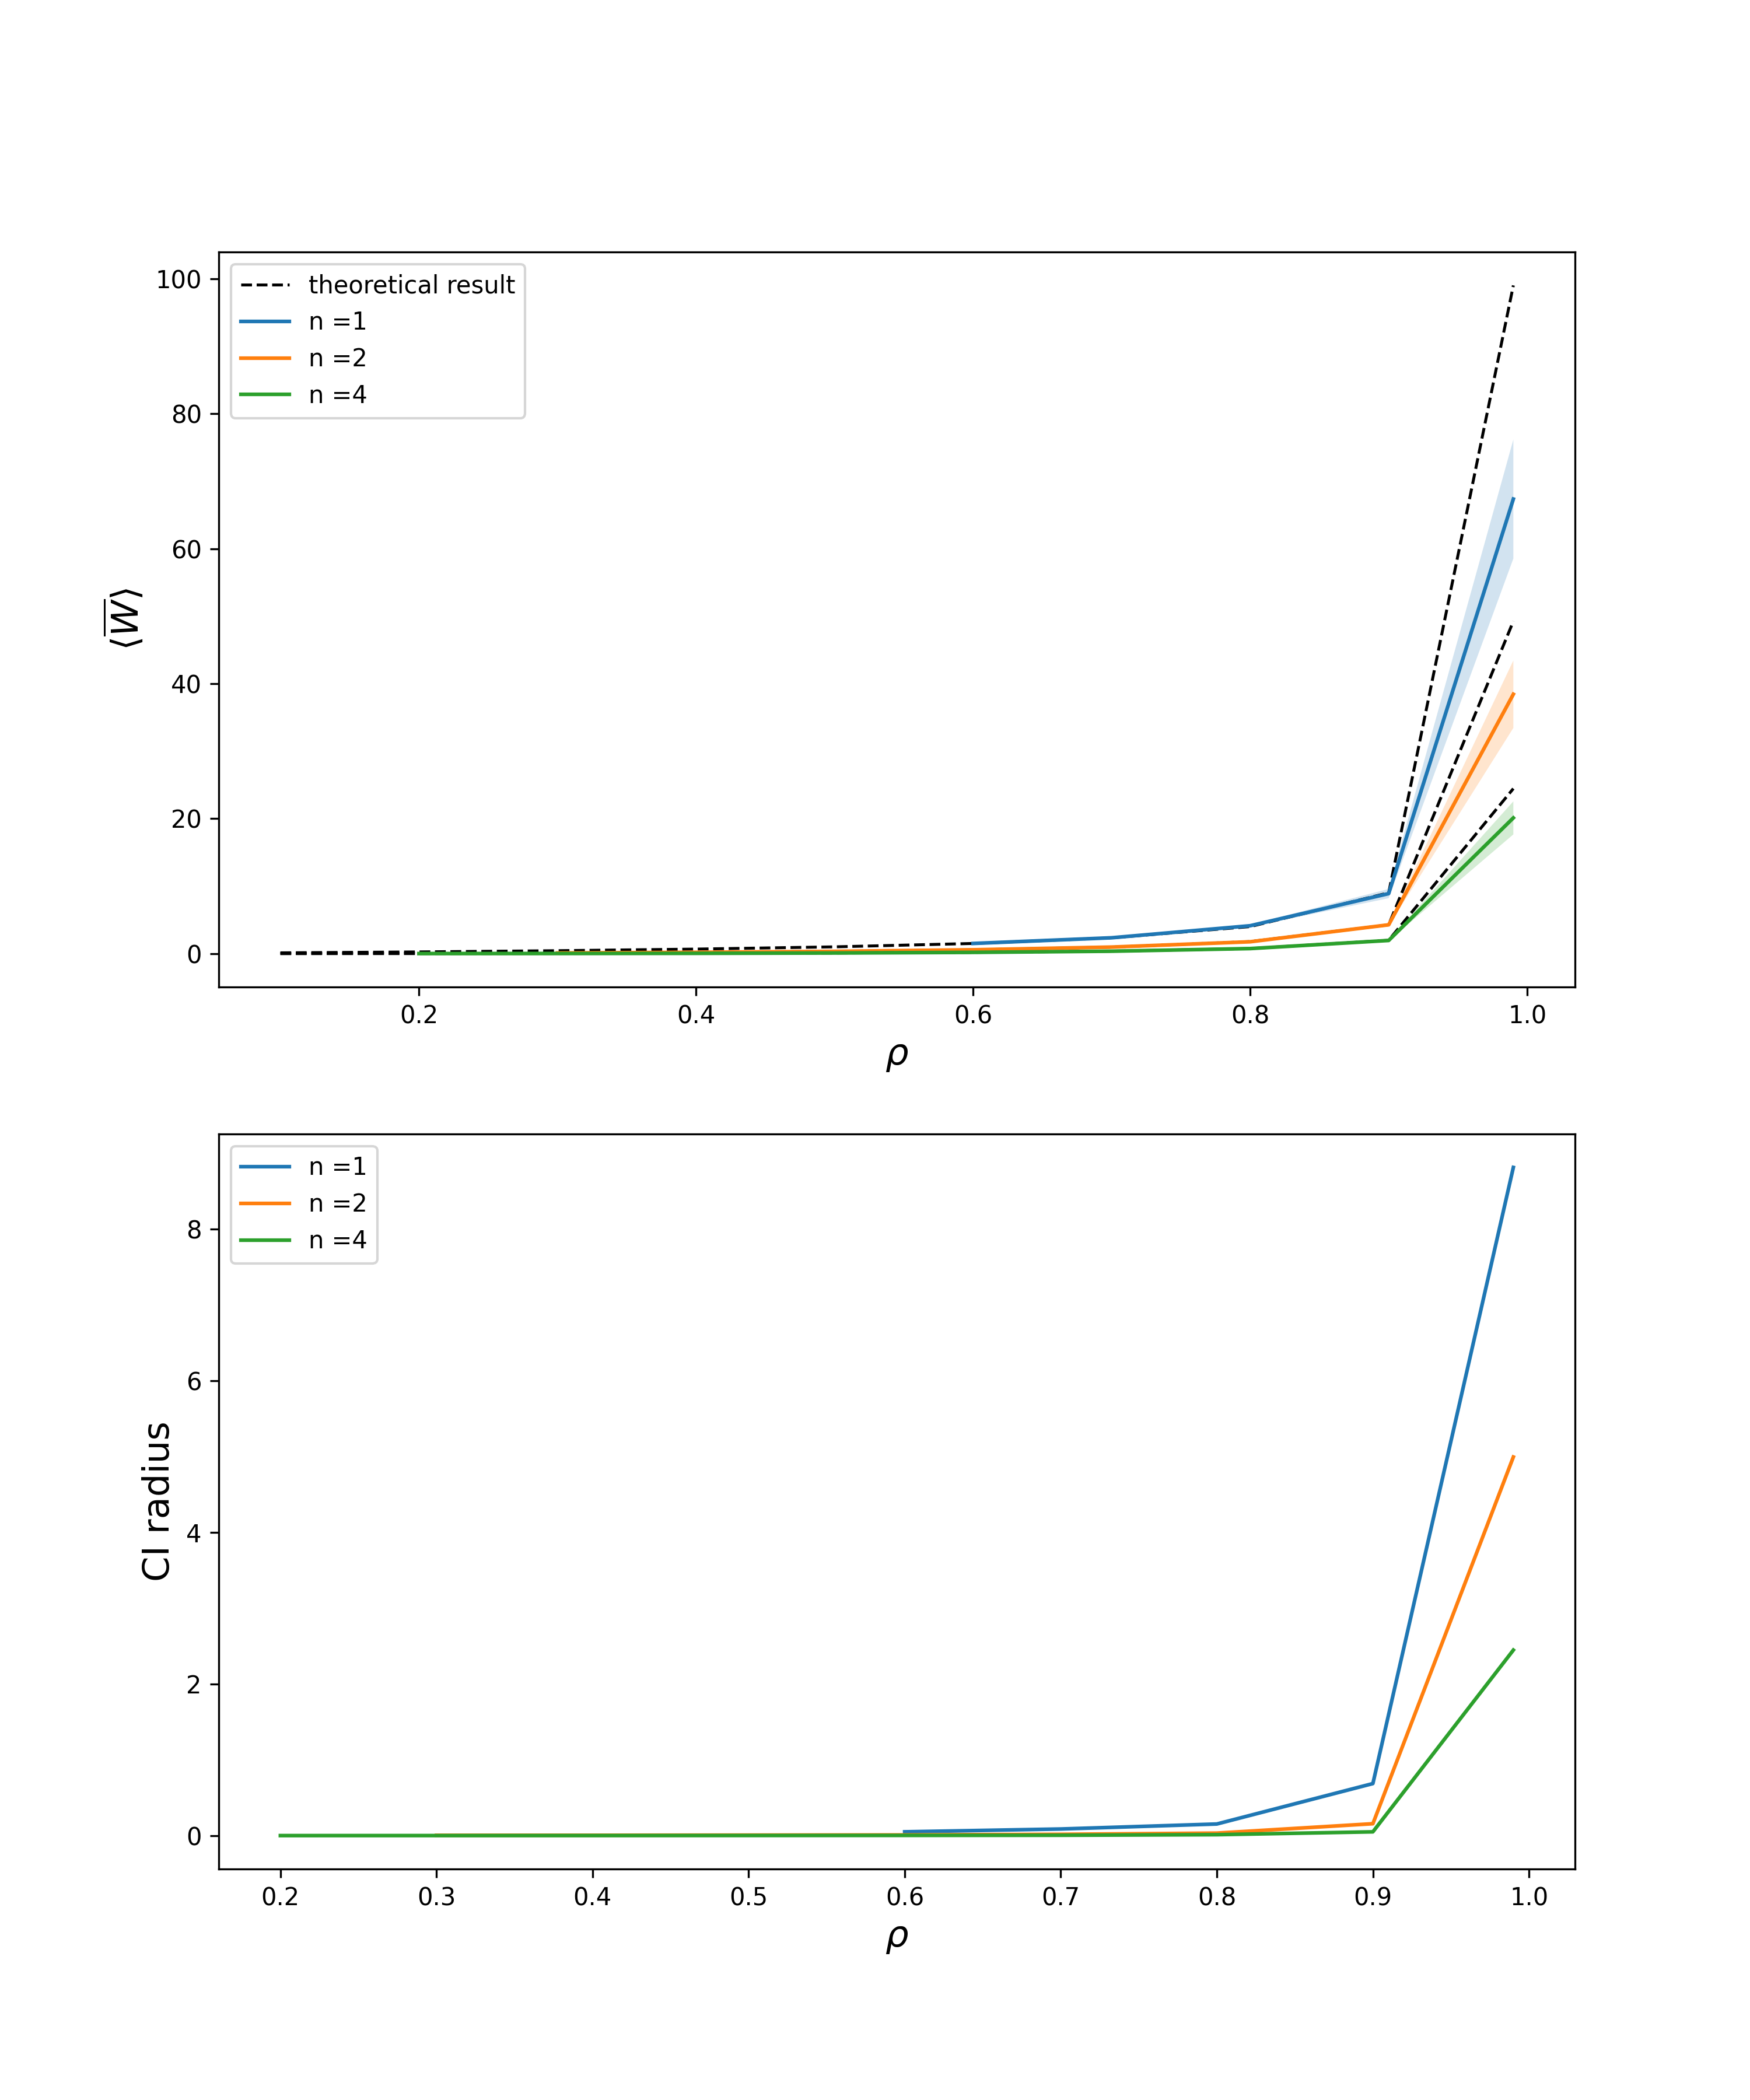 100
80
60
40
20
0
⟨W̅⟩
theoretical result
n =1
n =2
n =4
0.2 0.4 0.6 0.8 1.0
ρ
8
6
4
2
0
CI radius
n =1
n =2
n =4
0.2 0.3 0.4 0.5 0.6 0.7 0.8 0.9 1.0
ρ